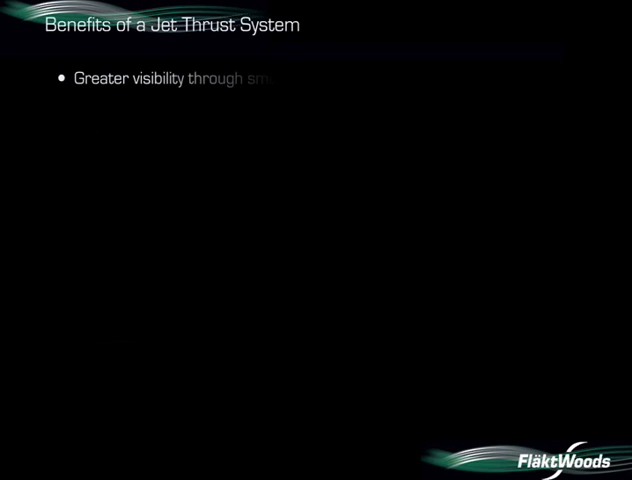 Benefits of a Jet Thrust System
• Greater visibility through
FläktWoods